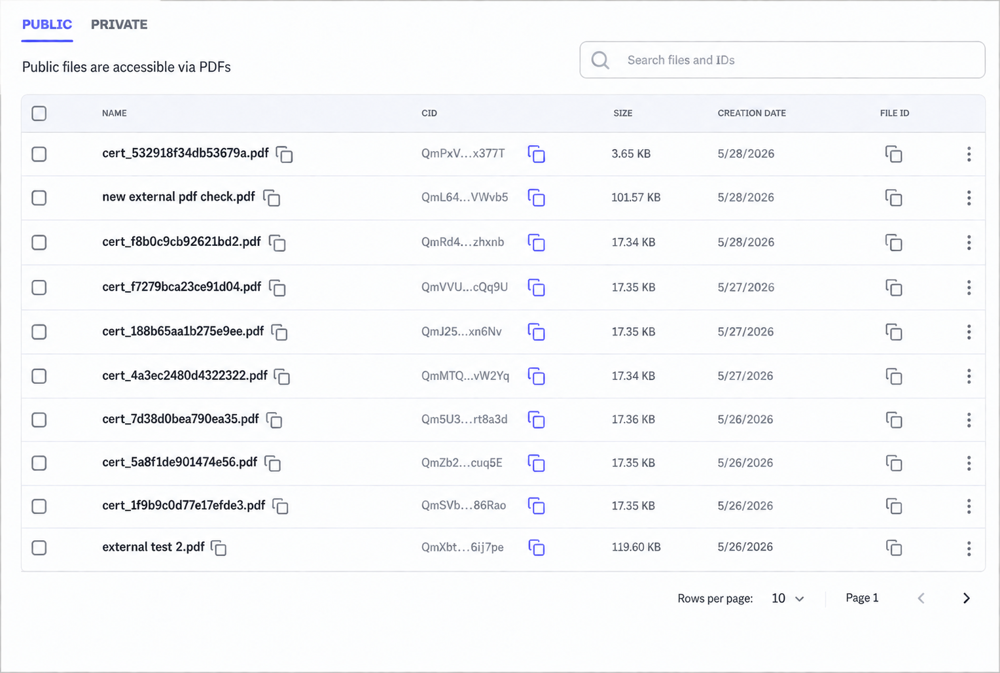 PUBLIC PRIVATE
Public files are accessible via PDFs
Search files and IDs
NAME CID SIZE CREATION DATE FILE ID
cert_532918f34db53679a.pdf QmPxV...x377T 3.65 KB 5/28/2026
new external pdf check.pdf QmL64...VWvb5 101.57 KB 5/28/2026
cert_f8b0c9cb92621bd2.pdf QmRd4...zhxnb 17.34 KB 5/28/2026
cert_f7279bca23ce91d04.pdf QmVVU...cQq9U 17.35 KB 5/27/2026
cert_188b65aa1b275e9ee.pdf QmJ25...xn6Nv 17.35 KB 5/27/2026
cert_4a3ec2480d4322322.pdf QmMTQ...vW2Yq 17.34 KB 5/27/2026
cert_7d38d0bea790ea35.pdf Qm5U3...rt8a3d 17.36 KB 5/26/2026
cert_5a8f1de901474e56.pdf QmZb2...cuq5E 17.35 KB 5/26/2026
cert_1f9b9c0d77e17efde3.pdf QmSVb...86Rao 17.35 KB 5/26/2026
external test 2.pdf QmXbt...6ij7pe 119.60 KB 5/26/2026
Rows per page: 10 Page 1